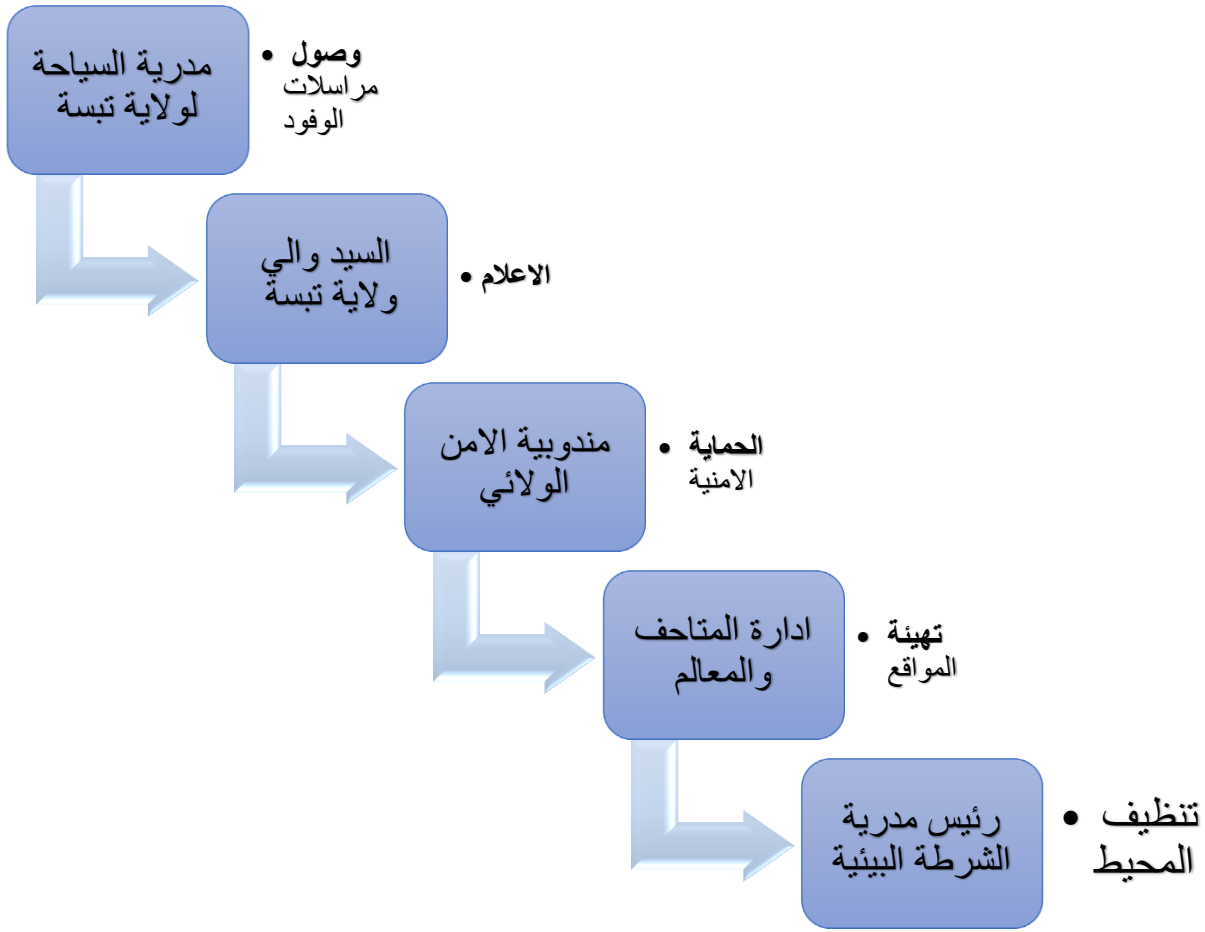 مدرية السياحة
لولاية تبسة
• وصول
مراسلات
الوفود
السيد والي
ولاية تبسة
• الاعلام
مندوبية الامن
الولائي
• الحماية
الامنية
ادارة المتاحف
والمعالم
• تهيئة
المواقع
رئيس مدرية
الشرطة البيئية
• تنظيف
المحيط